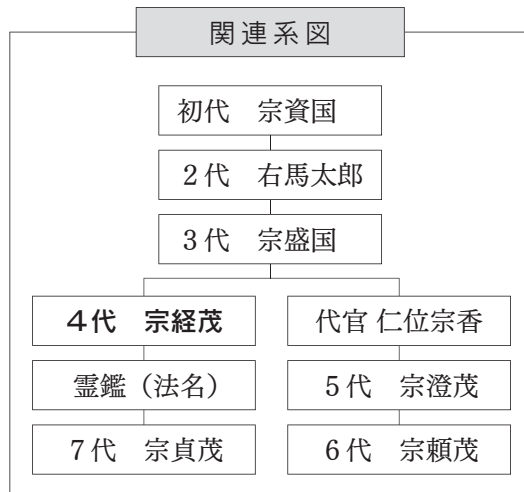 関連系図
初代 宗資国
2代 右馬太郎
3代 宗盛国
4代 宗経茂
代官 仁位宗香
霊鑑（法名）
5代 宗澄茂
7代 宗貞茂
6代 宗頼茂